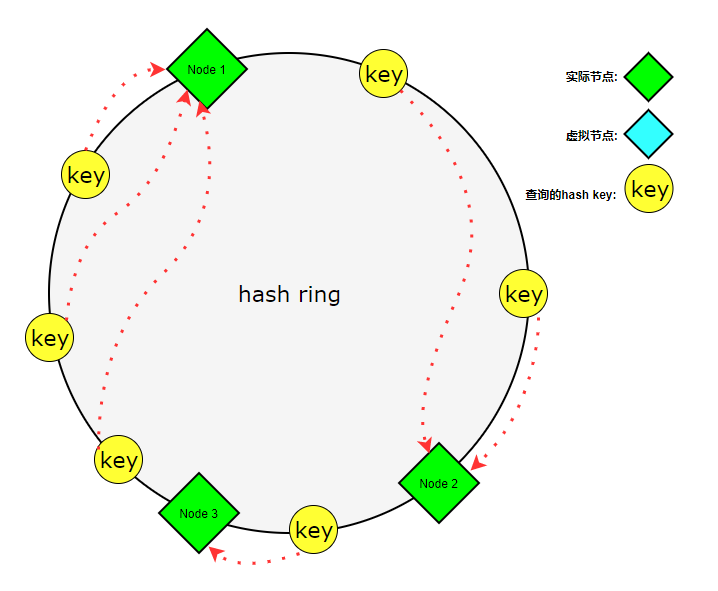 Node 1
key
实际节点:
虚拟节点:
key
查询的hash key:
key
hash ring
key
key
key
Node 2
Node 3
key